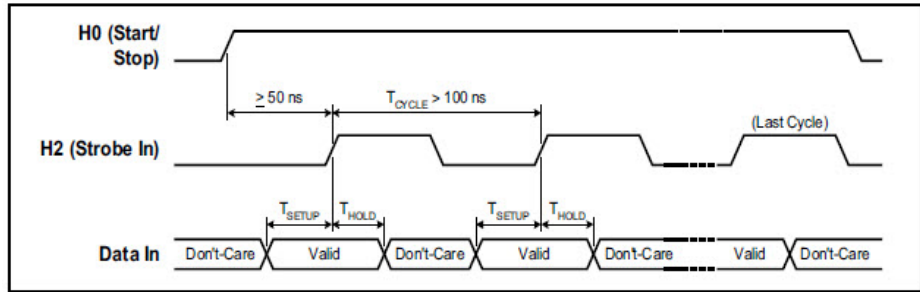 H0 (Start/
Stop)
≥ 50 ns
TCYCLE > 100 ns
(Last Cycle)
H2 (Strobe In)
TSETUP THOLD TSETUP THOLD
Data In Don't-Care Valid Don't-Care Valid Don't-Care Valid Don't-Care